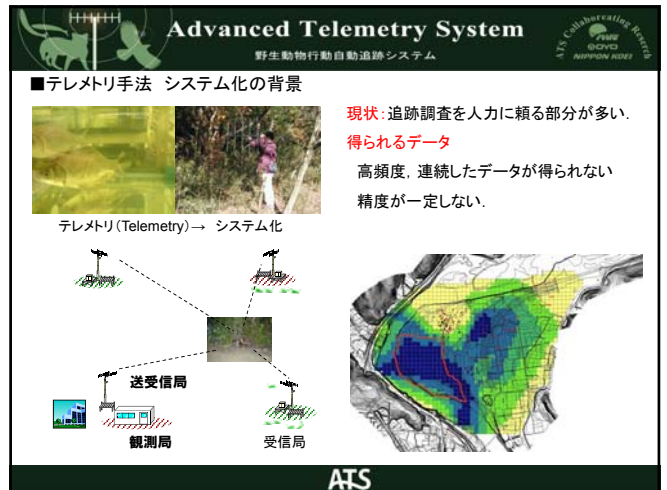 Advanced Telemetry System
野生動物行動自動追跡システム
ATS Collaborating Research
NIPPON KOEI
■テレメトリ手法 システム化の背景
現状：追跡調査を人力に頼る部分が多い．
得られるデータ
高頻度，連続したデータが得られない
精度が一定しない．
テレメトリ（Telemetry）→ システム化
送受信局
観測局
受信局
ATS